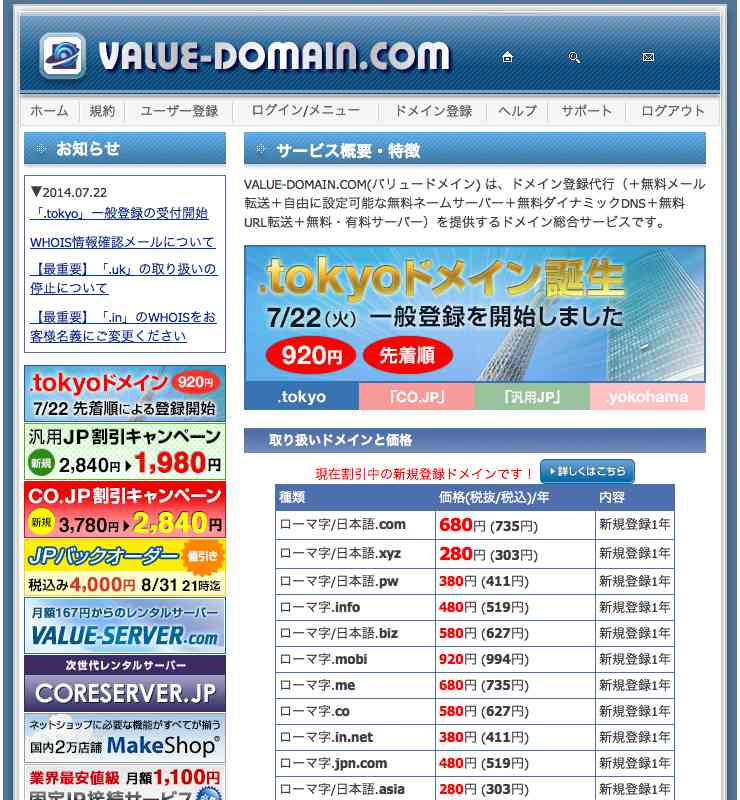 VALUE-DOMAIN.COM
ホーム 規約 ユーザー登録 ログイン/メニュー ドメイン登録 ヘルプ サポート ログアウト
お知らせ
▼2014.07.22
「.tokyo」一般登録の受付開始
WHOIS情報確認メールについて
【最重要】「.uk」の取り扱いの
停止について
【最重要】「.in」のWHOISをお
客様名義にご変更ください
.tokyoドメイン 920円
7/22 先着順による登録開始
汎用JP割引キャンペーン
新規 2,840円 1,980円
CO.JP割引キャンペーン
新規 3,780円 2,840円
JPバックオーダー 値引き
税込み4,000円 8/31 21時迄
月額167円からのレンタルサーバー
VALUE-SERVER.com
次世代レンタルサーバー
CORESERVER.JP
ネットショップに必要な機能がすべてが揃う
国内2万店舗 MakeShop®
業界最安値級 月額1,100円
固定IP接続サービス
サービス概要・特徴
VALUE-DOMAIN.COM(バリュードメイン) は、ドメイン登録代行（＋無料メール
転送＋自由に設定可能な無料ネームサーバー＋無料ダイナミックDNS＋無料
URL転送＋無料・有料サーバー）を提供するドメイン総合サービスです。
.tokyoドメイン誕生
7/22(火) 一般登録を開始しました
920円 先着順
.tokyo 「CO.JP」 「汎用JP」 .yokohama
取り扱いドメインと価格
現在割引中の新規登録ドメインです！ 詳しくはこちら
種類 価格(税抜/税込)/年 内容
ローマ字/日本語.com 680円 (735円) 新規登録1年
ローマ字/日本語.xyz 280円 (303円) 新規登録1年
ローマ字/日本語.pw 380円 (411円) 新規登録1年
ローマ字.info 480円 (519円) 新規登録1年
ローマ字/日本語.biz 580円 (627円) 新規登録1年
ローマ字.mobi 920円 (994円) 新規登録1年
ローマ字.me 680円 (735円) 新規登録1年
ローマ字.co 580円 (627円) 新規登録1年
ローマ字.in.net 380円 (411円) 新規登録1年
ローマ字.jpn.com 480円 (519円) 新規登録1年
ローマ字/日本語.asia 280円 (303円) 新規登録1年